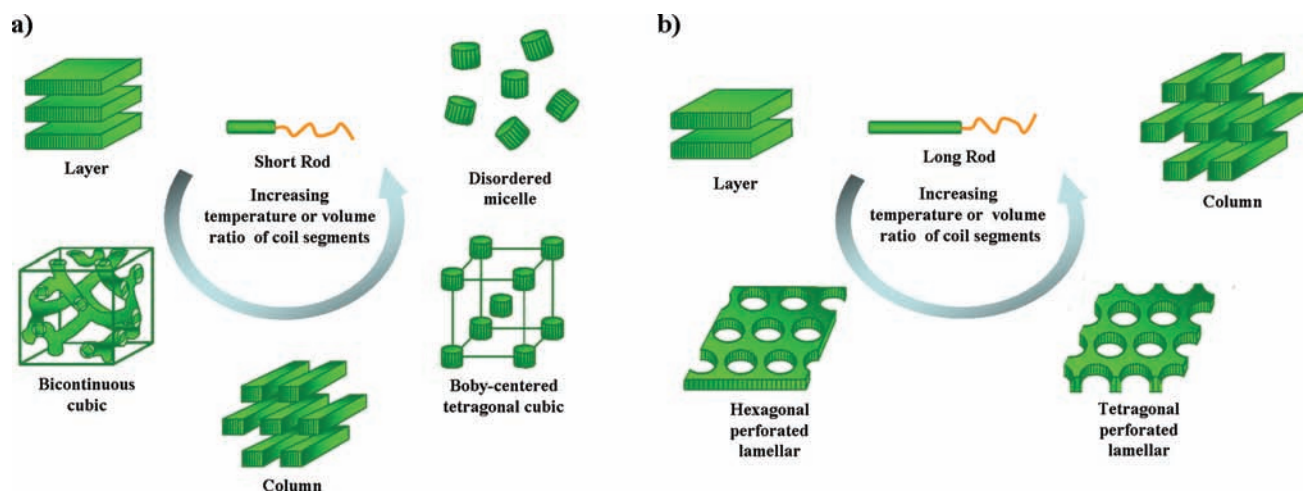 a)
Layer
Short Rod
Increasing
temperature or volume
ratio of coil segments
Disordered
micelle
Bicontinuous
cubic
Column
Boby-centered
tetragonal cubic
b)
Layer
Long Rod
Increasing
temperature or volume
ratio of coil segments
Column
Hexagonal
perforated
lamellar
Tetragonal
perforated
lamellar